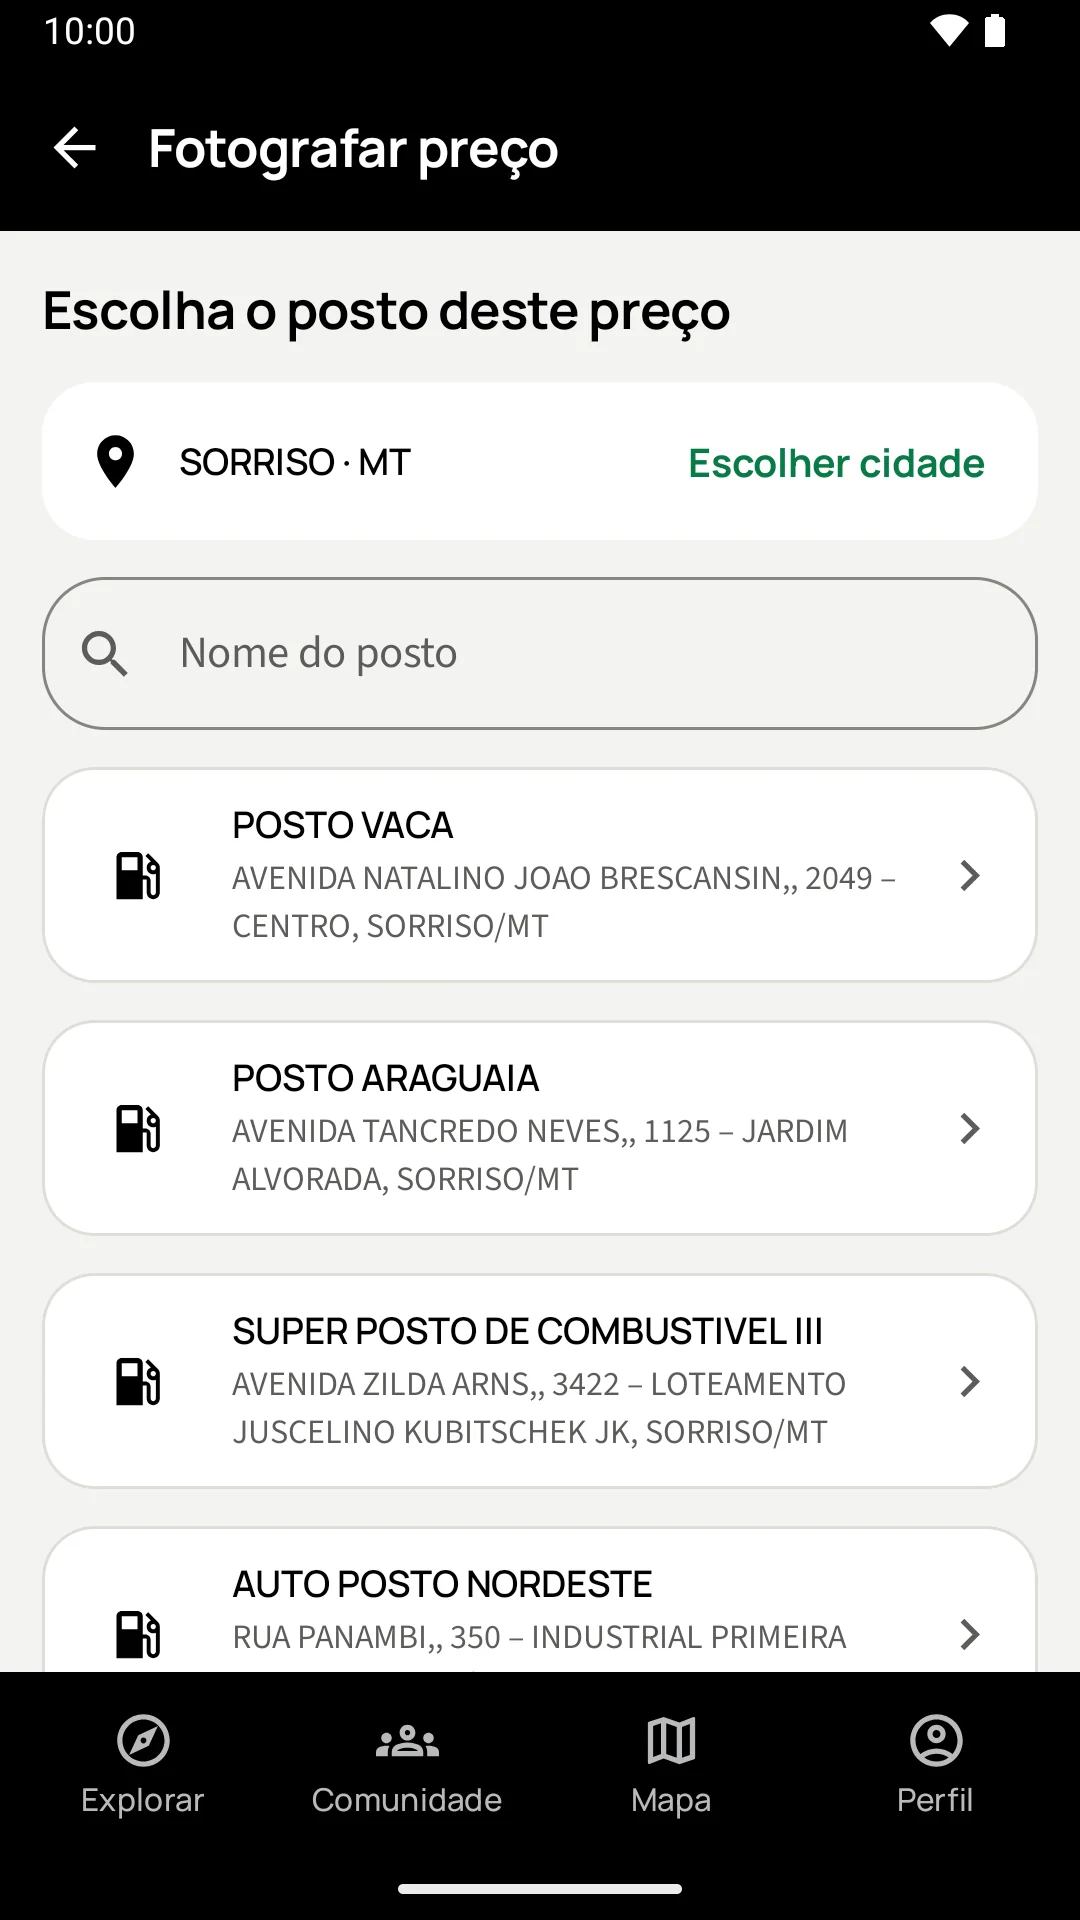 10:00
Fotografar preço
Escolha o posto deste preço
SORRISO · MT
Escolher cidade
Nome do posto
POSTO VACA
AVENIDA NATALINO JOAO BRESCANSIN,, 2049 –
CENTRO, SORRISO/MT
POSTO ARAGUAIA
AVENIDA TANCREDO NEVES,, 1125 – JARDIM
ALVORADA, SORRISO/MT
SUPER POSTO DE COMBUSTIVEL III
AVENIDA ZILDA ARNS,, 3422 – LOTEAMENTO
JUSCELINO KUBITSCHEK JK, SORRISO/MT
AUTO POSTO NORDESTE
RUA PANAMBI,, 350 – INDUSTRIAL PRIMEIRA
Explorar
Comunidade
Mapa
Perfil